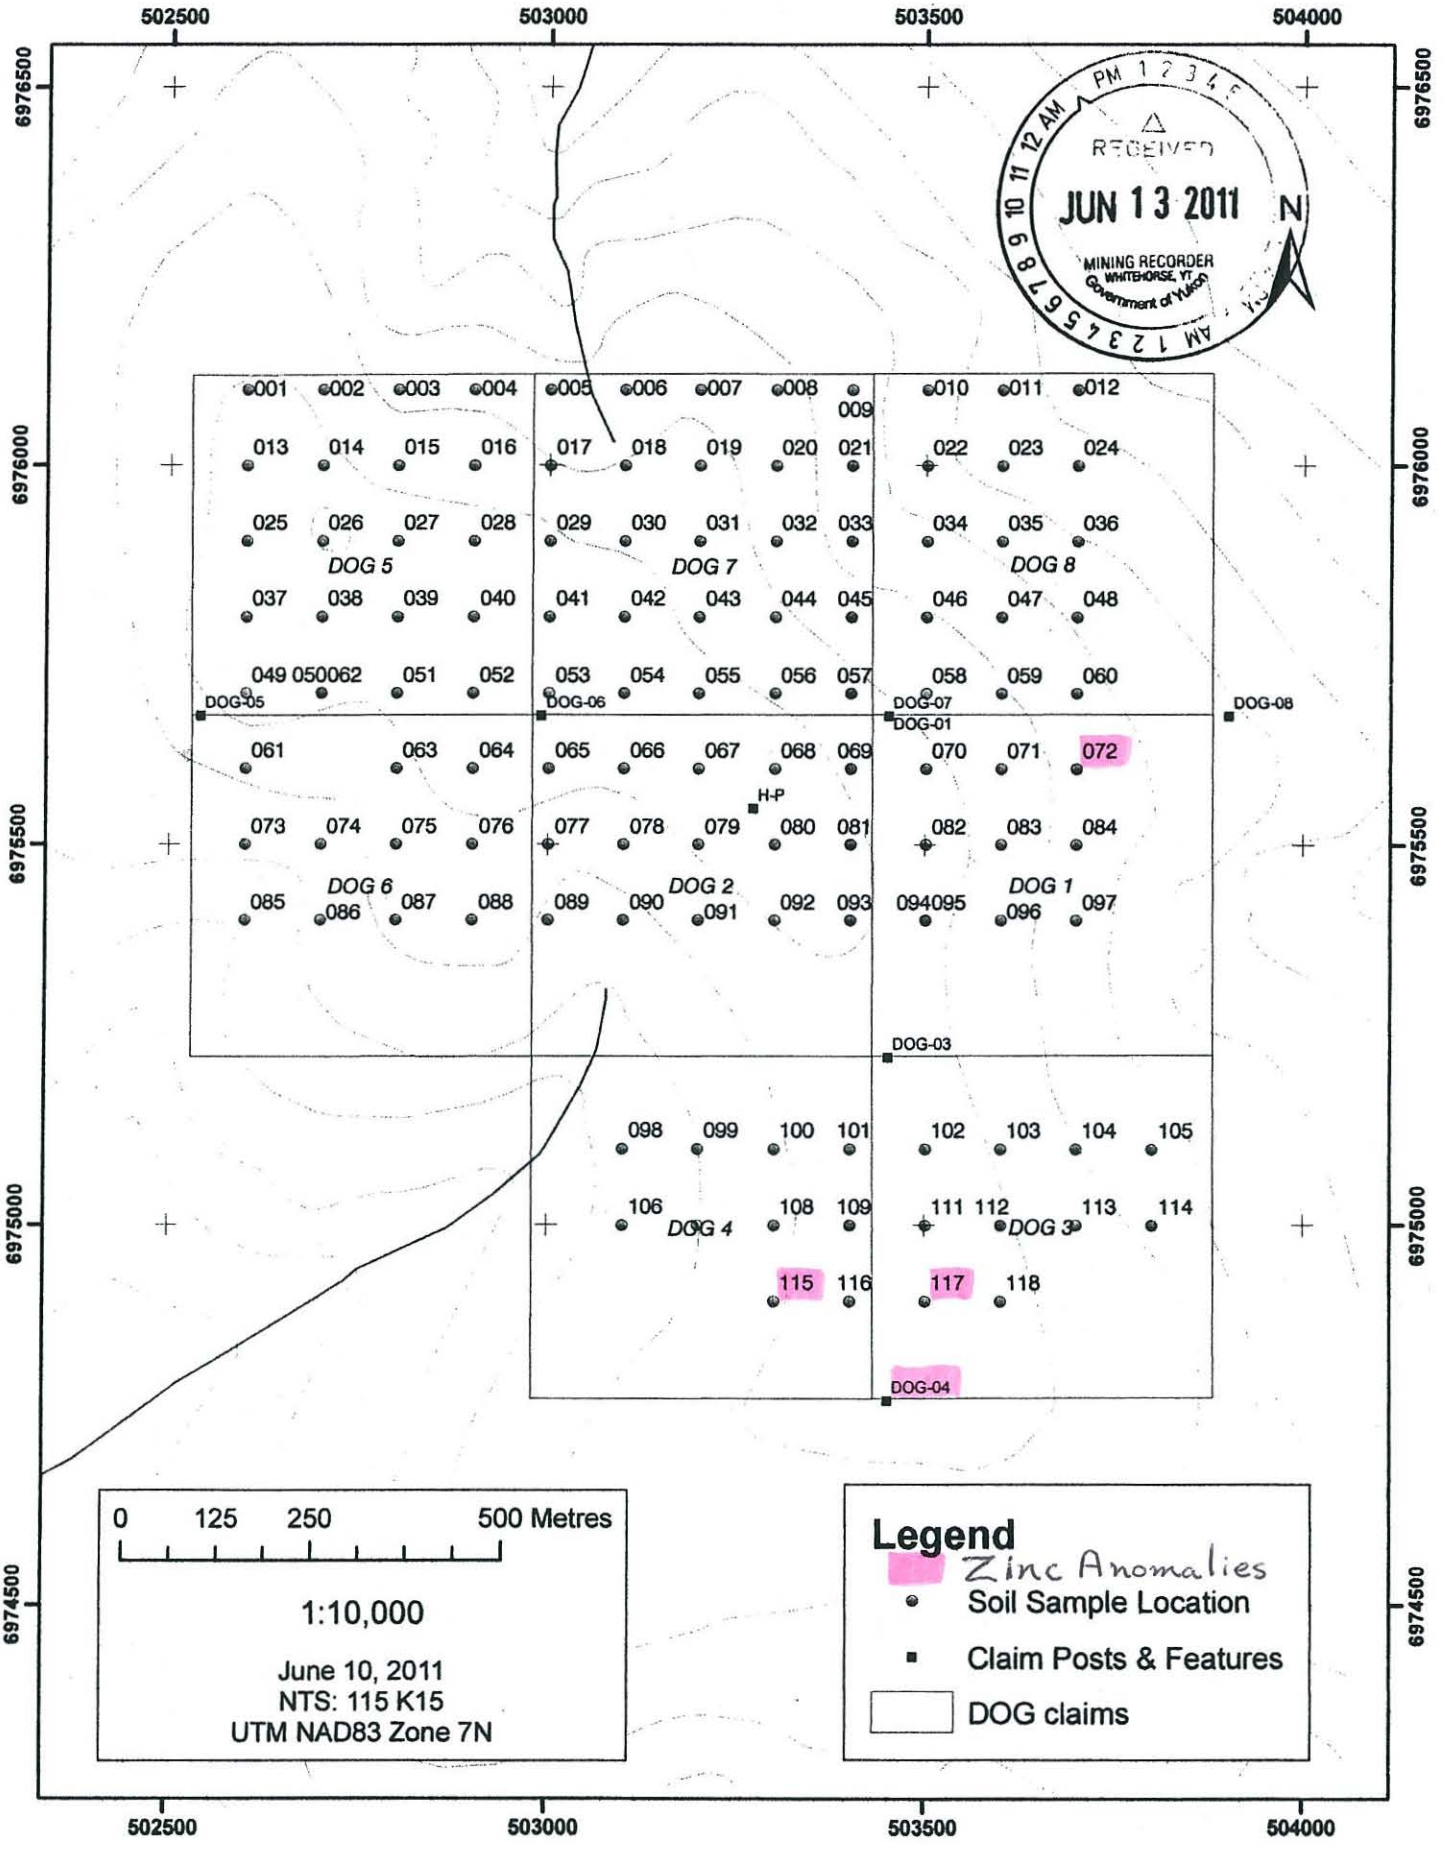 502500 503000 503500 504000
6976500 6976500
PM 1 2 3 4
12 AM
11
10
9
8
7
6
5
4
3
2
1
AM
RECEIVED
JUN 13 2011
MINING RECORDER
WHITEHORSE, YT
Government of Yukon
N
001 002 003 004 005 006 007 008 009 010 011 012
6976000 013 014 015 016 017 018 019 020 021 022 023 024 6976000
025 026 027 028 029 030 031 032 033 034 035 036
DOG 5 DOG 7 DOG 8
037 038 039 040 041 042 043 044 045 046 047 048
049 050062 051 052 053 054 055 056 057 058 059 060
DOG-05 DOG-06 DOG-07 DOG-08
DOG-01
061 063 064 065 066 067 068 069 070 071 072
H-P
6975500 073 074 075 076 077 078 079 080 081 082 083 084 6975500
DOG 6 DOG 2 DOG 1
085 086 087 088 089 090 091 092 093 094095 096 097
DOG-03
098 099 100 101 102 103 104 105
6975000 106 108 109 111 112 113 114 6975000
DOG 4 DOG 3
115 116 117 118
DOG-04
0 125 250 500 Metres
1:10,000
June 10, 2011
NTS: 115 K15
UTM NAD83 Zone 7N
Legend
Zinc Anomalies
Soil Sample Location
Claim Posts & Features
DOG claims
6974500 6974500
502500 503000 503500 504000